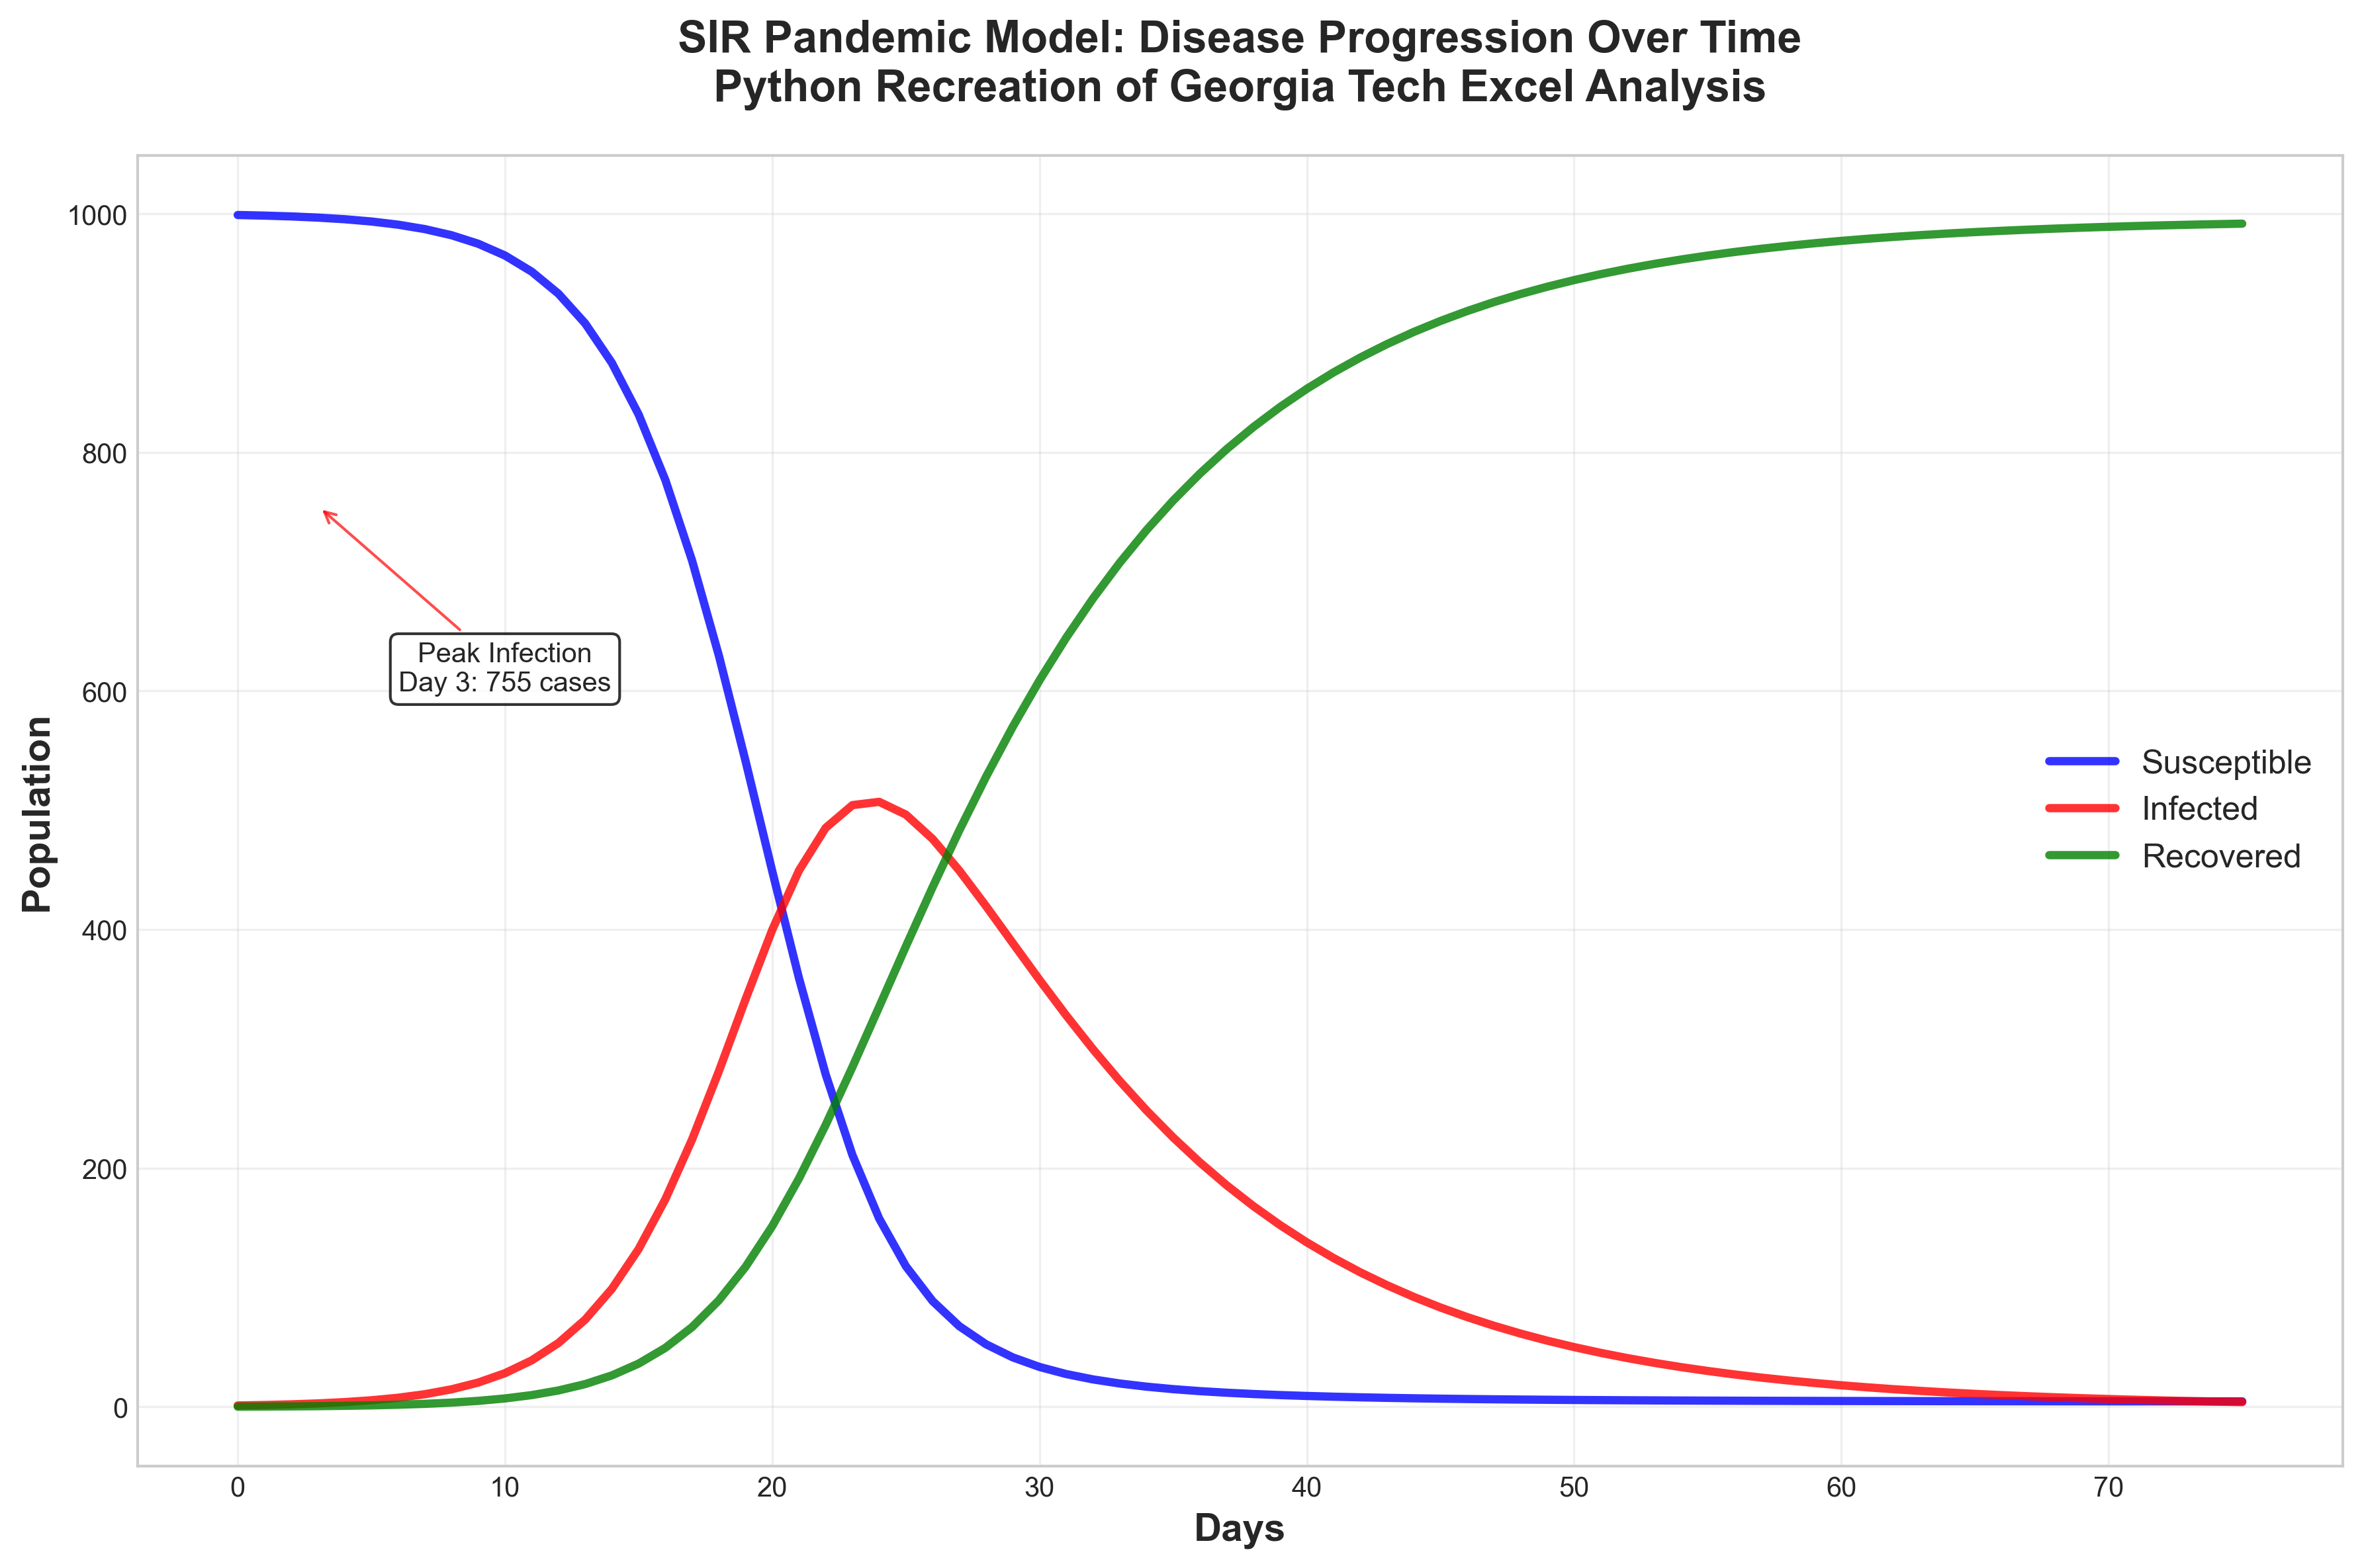 SIR Pandemic Model: Disease Progression Over Time
Python Recreation of Georgia Tech Excel Analysis
Population
1000
800
600
400
200
0
Peak Infection
Day 3: 755 cases
Susceptible
Infected
Recovered
0 10 20 30 40 50 60 70
Days